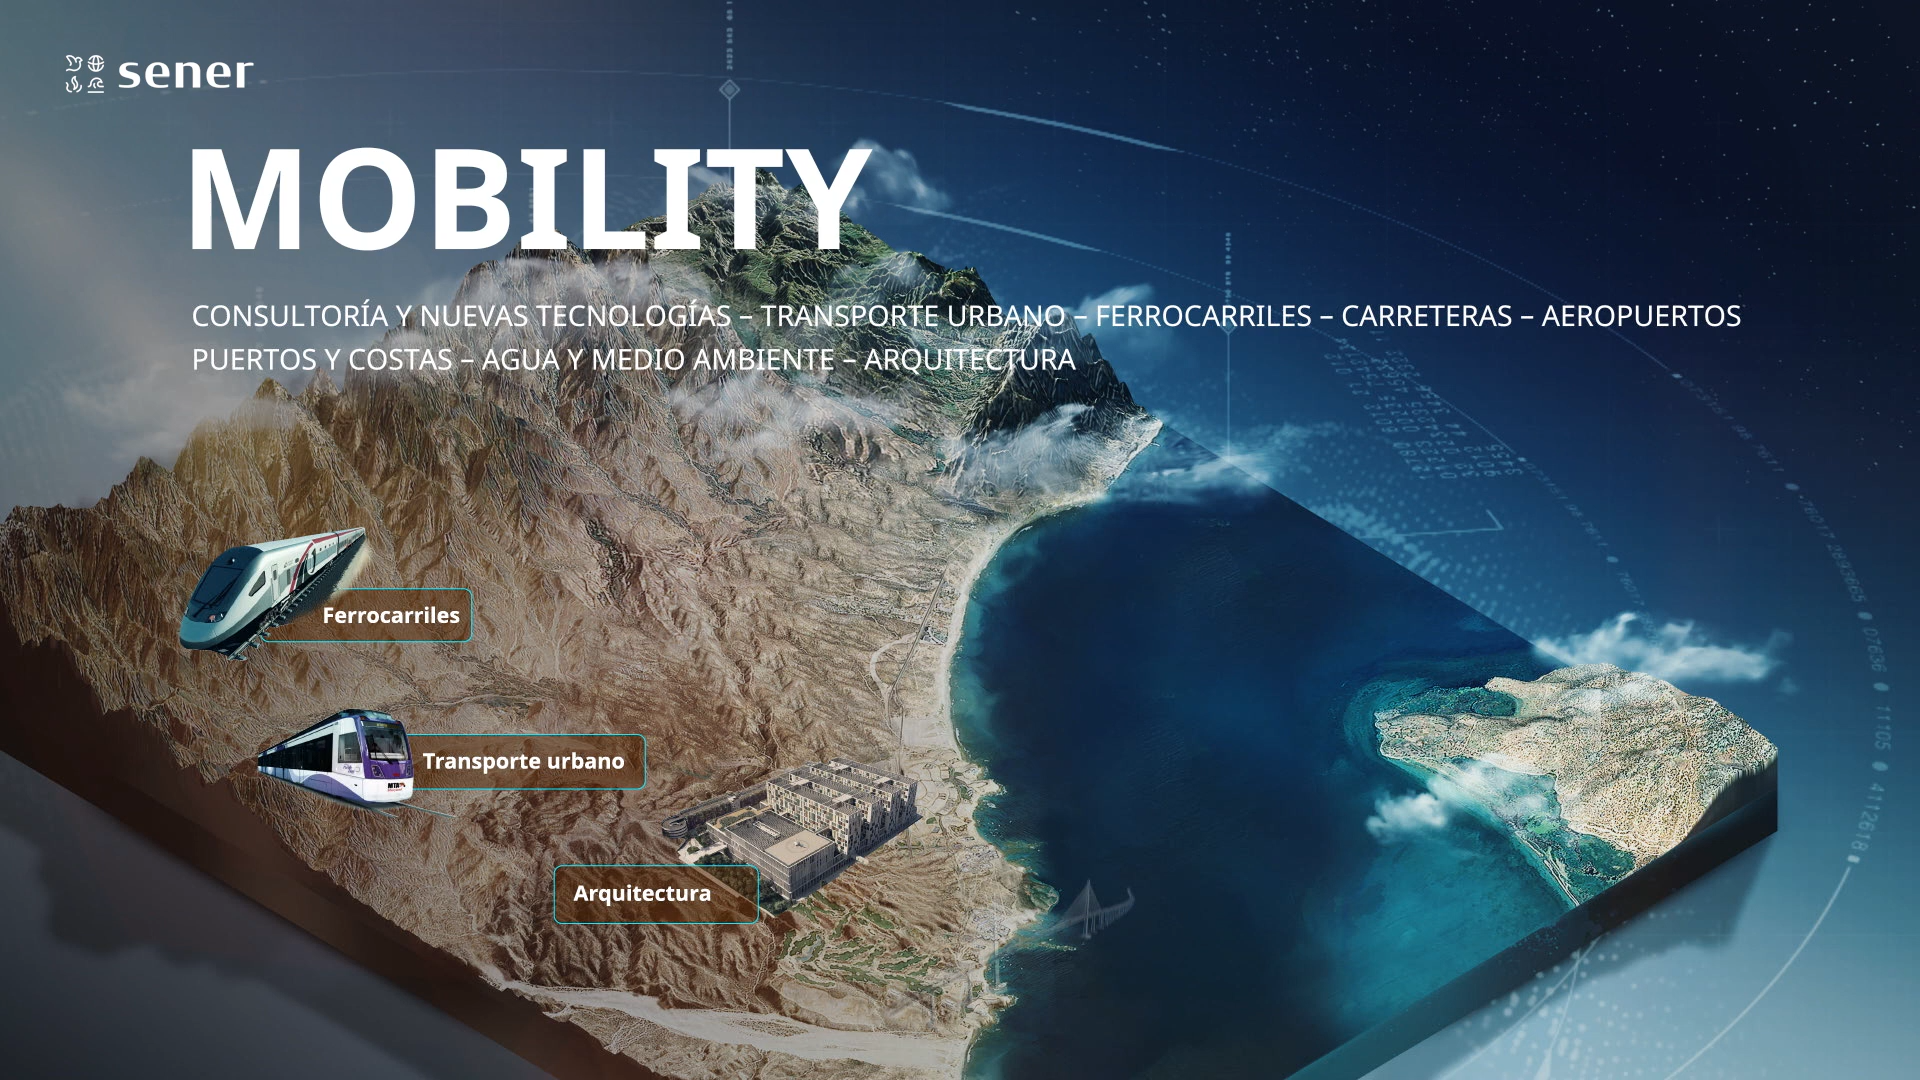 sener
MOBILITY
CONSULTORÍA Y NUEVAS TECNOLOGÍAS – TRANSPORTE URBANO – FERROCARRILES – CARRETERAS – AEROPUERTOS
PUERTOS Y COSTAS – AGUA Y MEDIO AMBIENTE – ARQUITECTURA
Ferrocarriles
Transporte urbano
MTA
Arquitectura